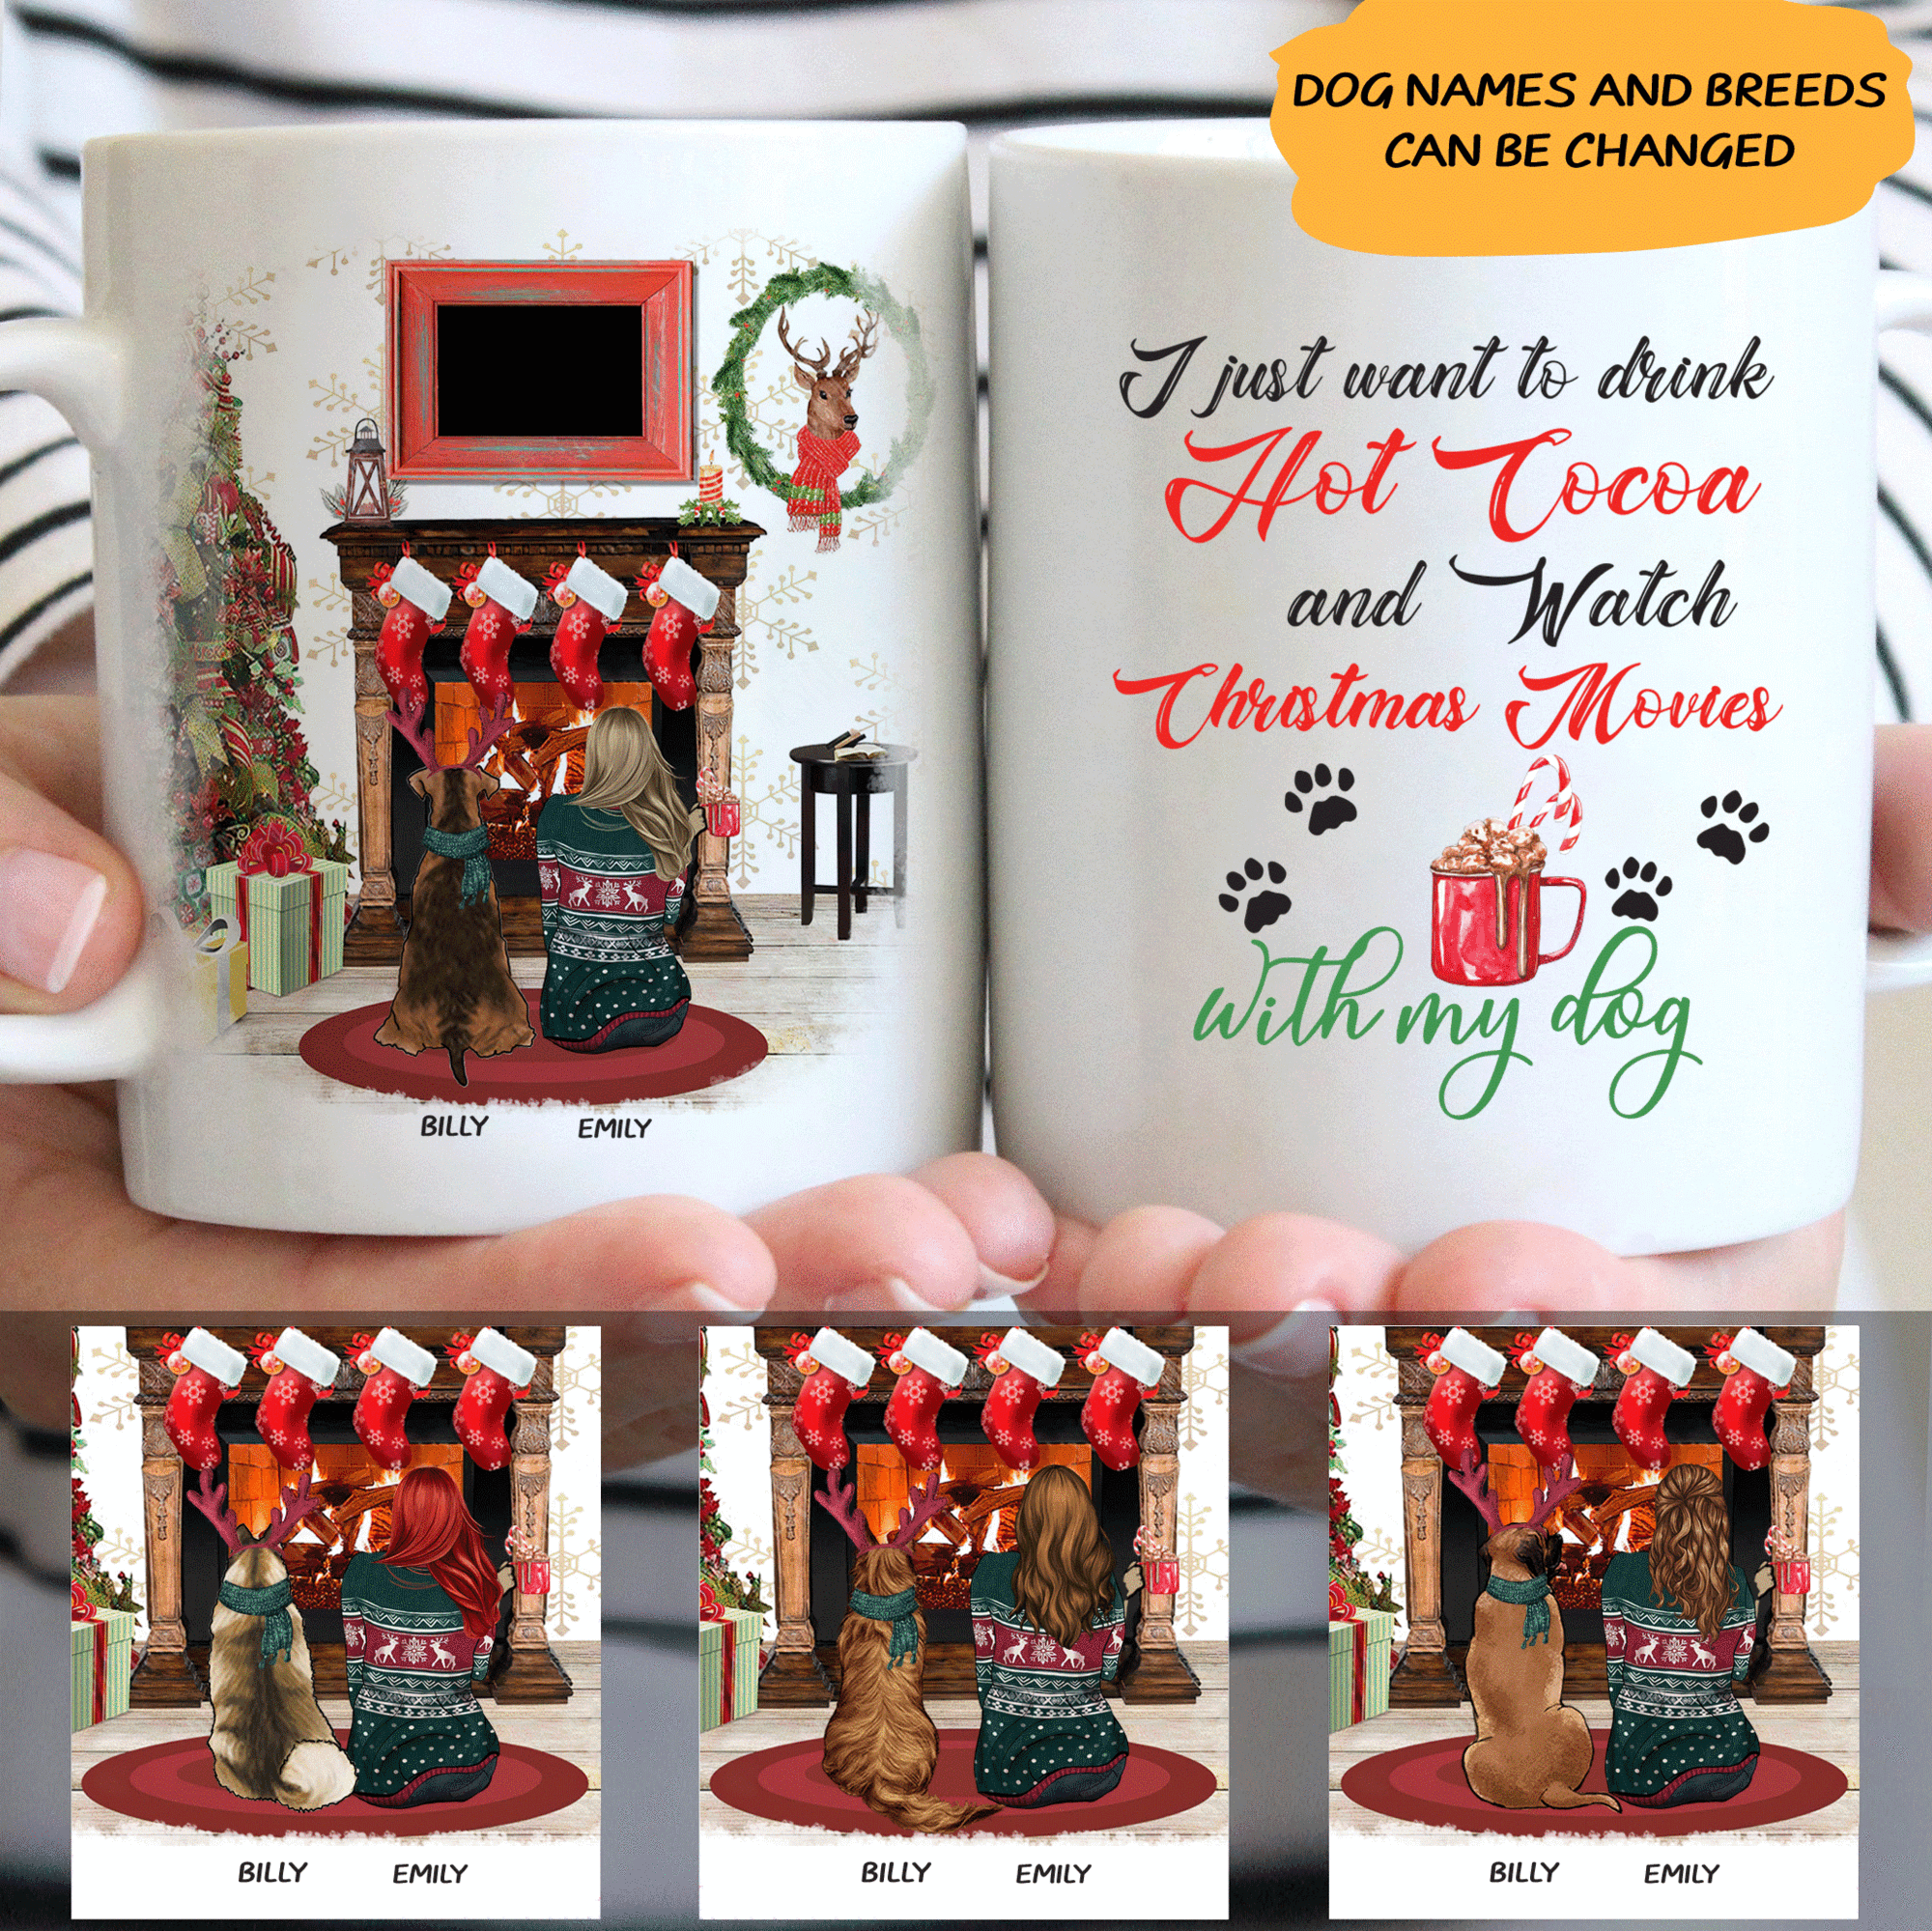 DOG NAMES AND BREEDS
CAN BE CHANGED
I just want to drink
Hot Cocoa
and Watch
Christmas Movies
with my dog
BILLY EMILY
BILLY EMILY
BILLY EMILY
BILLY EMILY